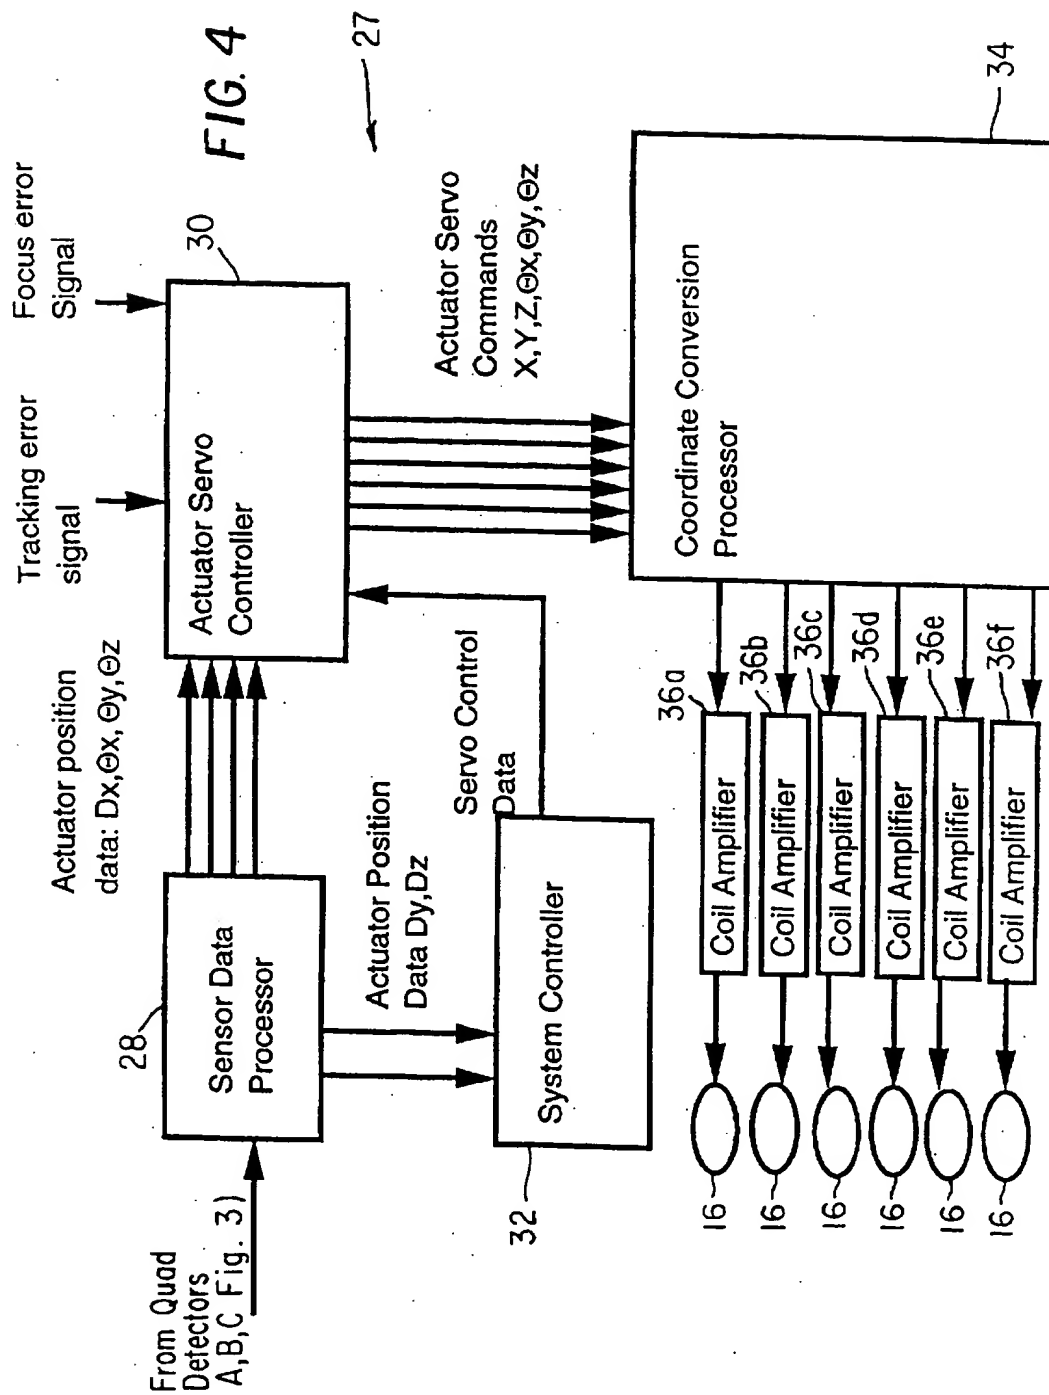 FIG. 4
27
Focus error
Signal
Tracking error
signal
30
Actuator Servo
Controller
Actuator position
data: Dx,Θx, Θy,Θz
28
Sensor Data
Processor
From Quad
Detectors
A,B,C Fig. 3)
Actuator Position
Data Dy,Dz
Servo Control
Data
System Controller
32
Actuator Servo
Commands
X,Y,Z,Θx,Θy,Θz
Coordinate Conversion
Processor
34
36a
Coil Amplifier
16
36b
Coil Amplifier
16
36c
Coil Amplifier
16
36d
Coil Amplifier
16
36e
Coil Amplifier
16
36f
Coil Amplifier
16